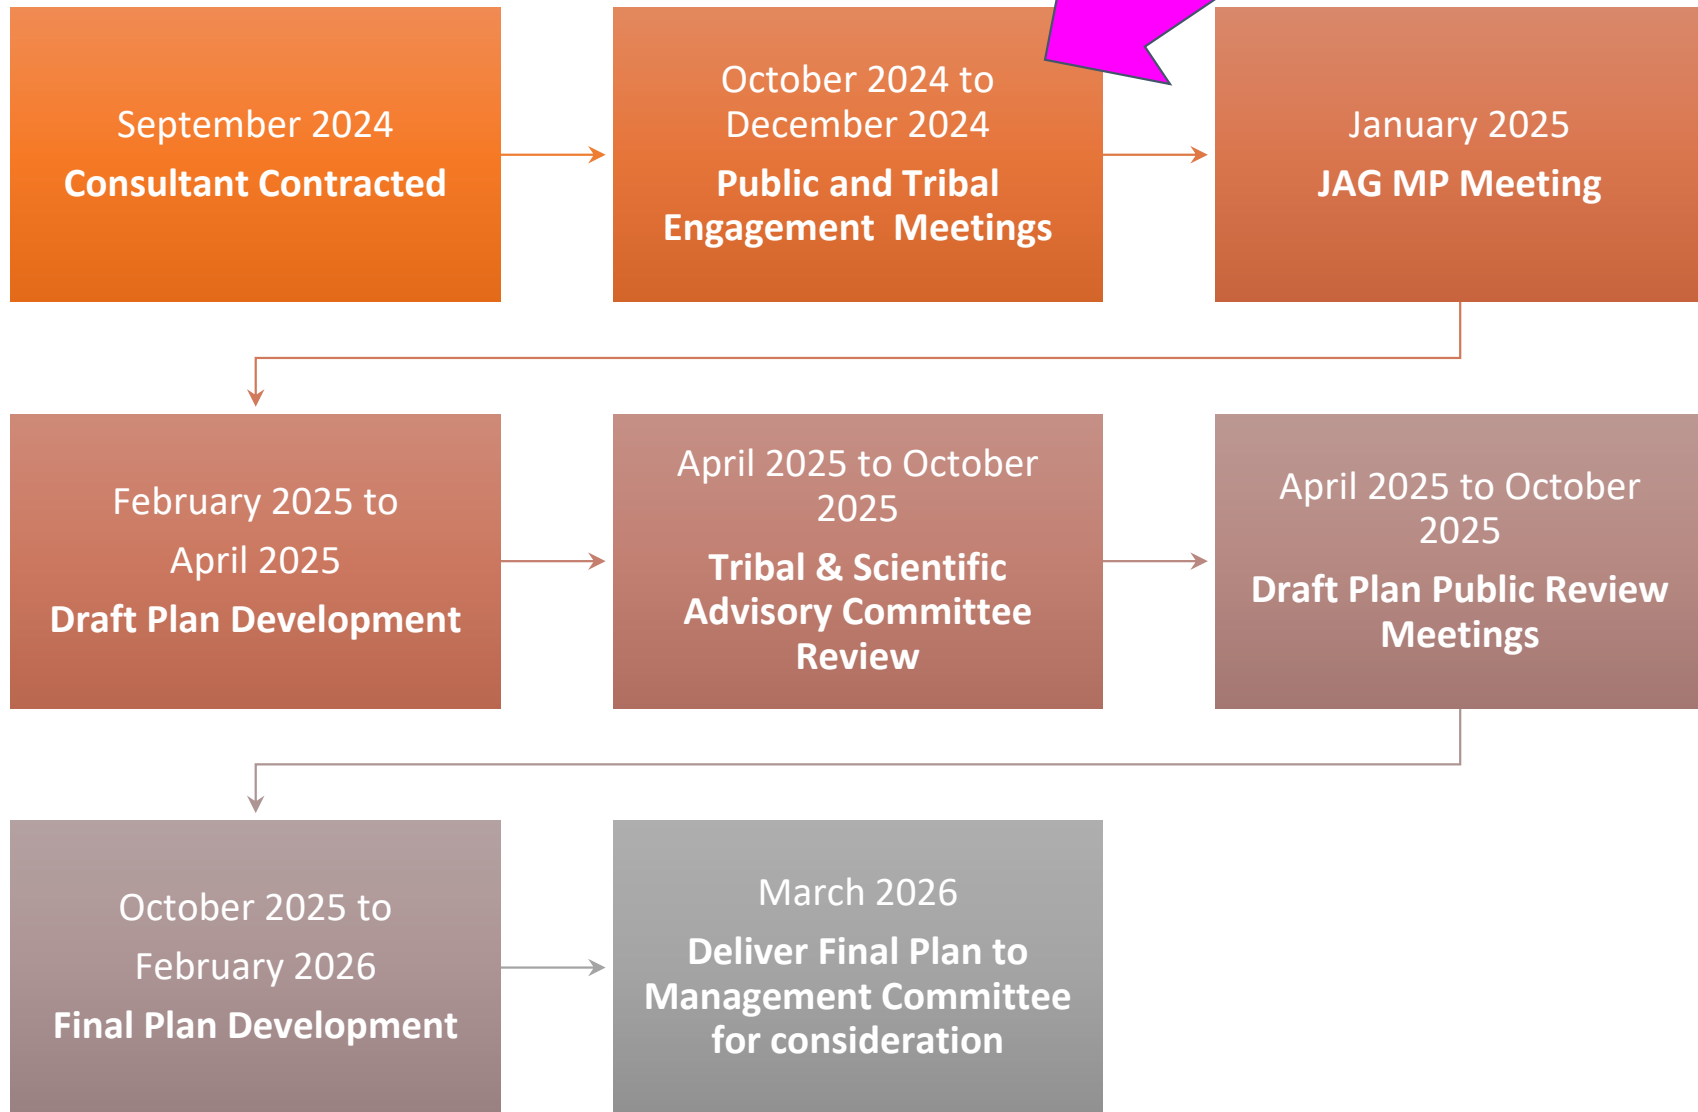 September 2024
Consultant Contracted
October 2024 to
December 2024
Public and Tribal
Engagement  Meetings
January 2025
JAG MP Meeting
February 2025 to
April 2025
Draft Plan Development
April 2025 to October
2025
Tribal & Scientific
Advisory Committee
Review
April 2025 to October
2025
Draft Plan Public Review
Meetings
October 2025 to
February 2026
Final Plan Development
March 2026
Deliver Final Plan to
Management Committee
for consideration